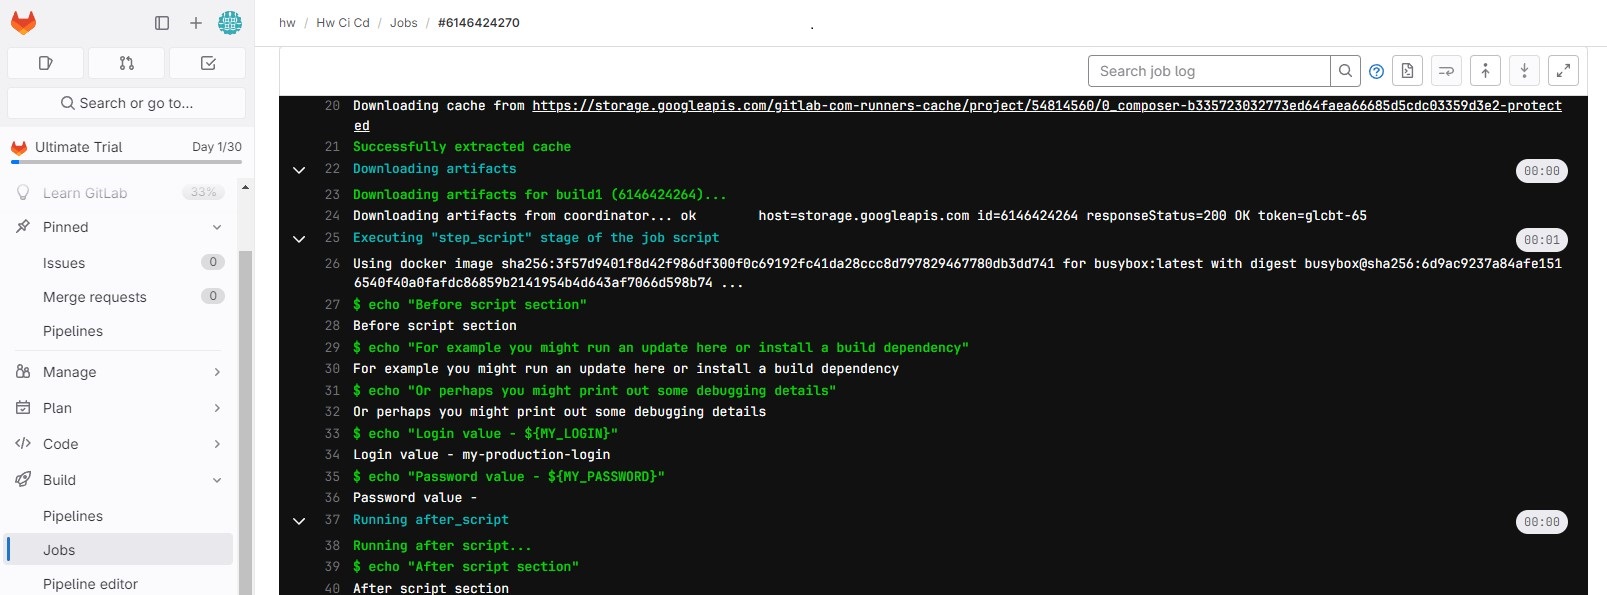 hw / Hw Ci Cd / Jobs / #6146424270
.
Search or go to...
Ultimate Trial Day 1/30
Learn GitLab 33%
Pinned
Issues 0
Merge requests 0
Pipelines
Manage
Plan
Code
Build
Pipelines
Jobs
Pipeline editor
Search job log
20 Downloading cache from https://storage.googleapis.com/gitlab-com-runners-cache/project/54814560/0_composer-b335723032773ed64faea66685d5cdc03359d3e2-protect
ed
21 Successfully extracted cache
22 Downloading artifacts 00:00
23 Downloading artifacts for build1 (6146424264)...
24 Downloading artifacts from coordinator... ok host=storage.googleapis.com id=6146424264 responseStatus=200 OK token=glcbt-65
25 Executing "step_script" stage of the job script 00:01
26 Using docker image sha256:3f57d9401f8d42f986df300f0c69192fc41da28ccc8d797829467780db3dd741 for busybox:latest with digest busybox@sha256:6d9ac9237a84afe151
6540f40a0fafdc86859b2141954b4d643af7066d598b74 ...
27 $ echo "Before script section"
28 Before script section
29 $ echo "For example you might run an update here or install a build dependency"
30 For example you might run an update here or install a build dependency
31 $ echo "Or perhaps you might print out some debugging details"
32 Or perhaps you might print out some debugging details
33 $ echo "Login value - ${MY_LOGIN}"
34 Login value - my-production-login
35 $ echo "Password value - ${MY_PASSWORD}"
36 Password value -
37 Running after_script 00:00
38 Running after script...
39 $ echo "After script section"
40 After script section